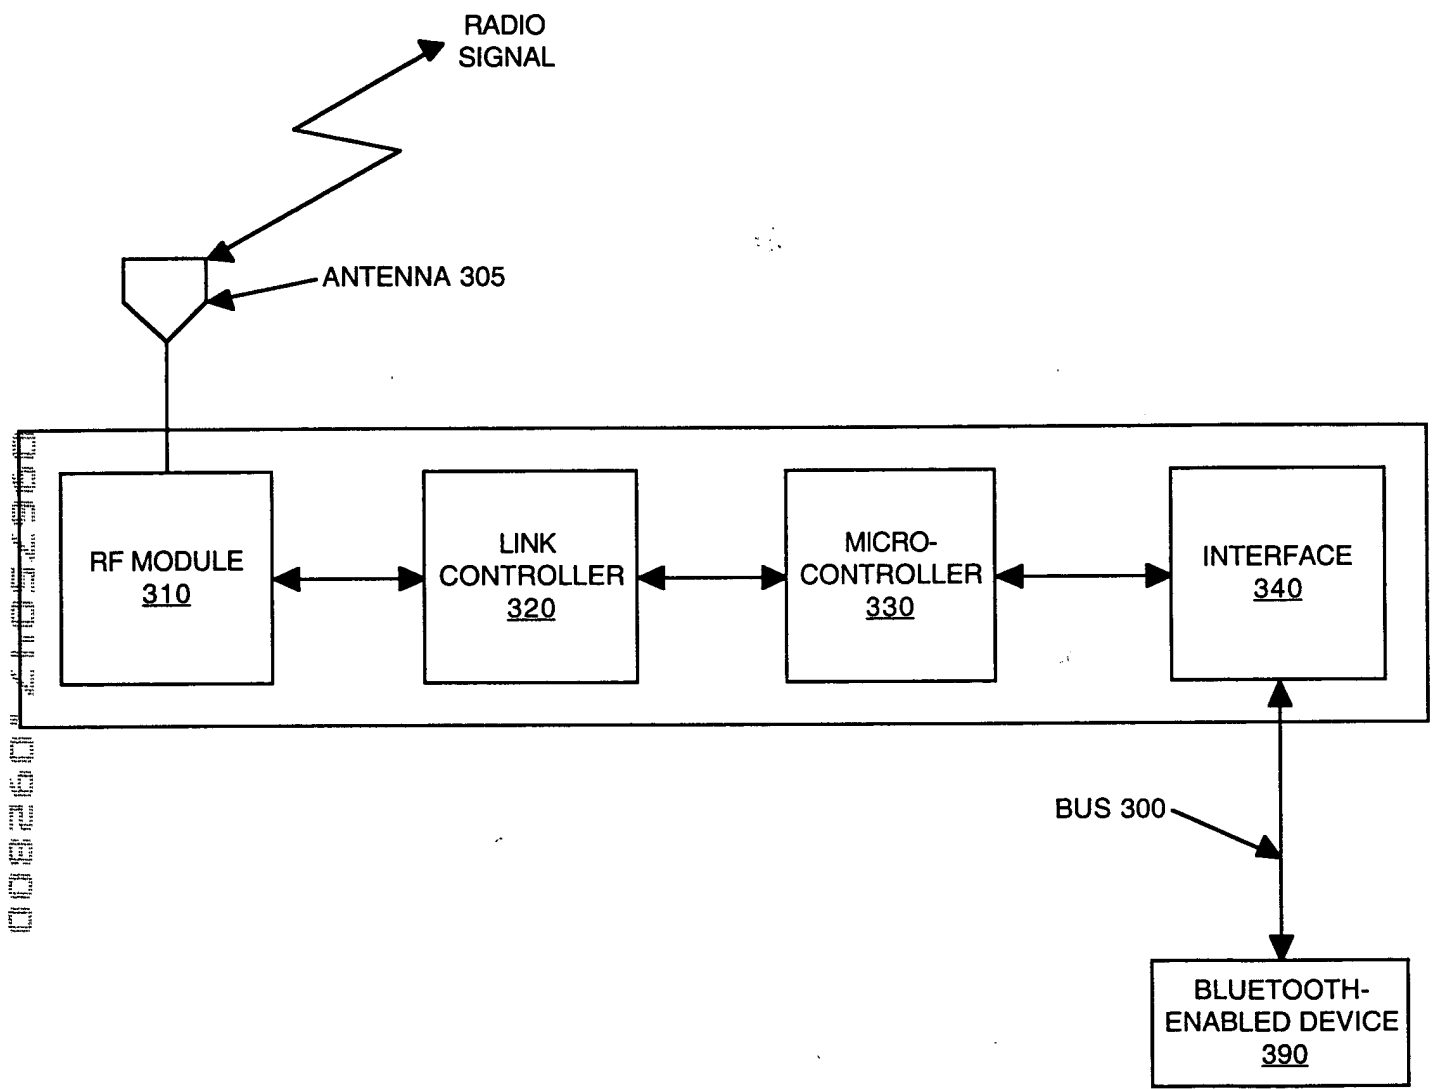 RADIO
SIGNAL
ANTENNA 305
RF MODULE
310
LINK
CONTROLLER
320
MICRO-
CONTROLLER
330
INTERFACE
340
BUS 300
BLUETOOTH-
ENABLED DEVICE
390